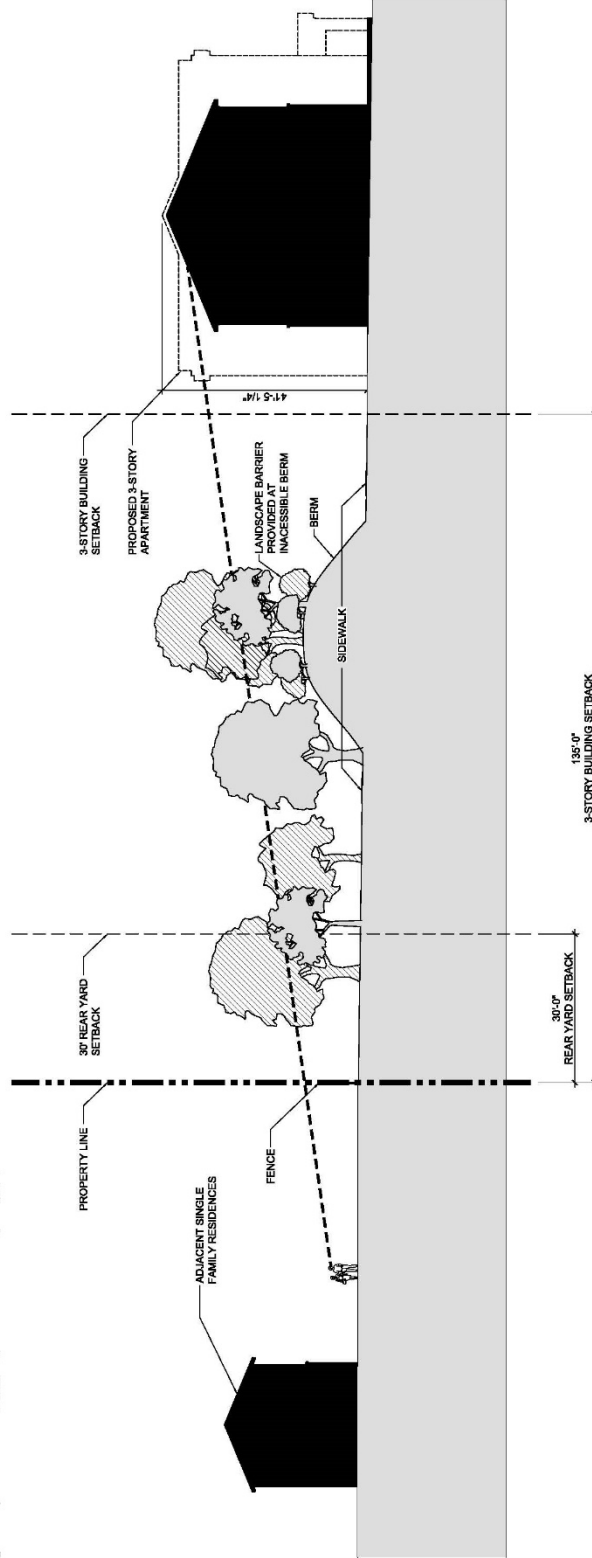 ADJACENT SINGLE
FAMILY RESIDENCES
PROPERTY LINE
FENCE
30' REAR YARD
SETBACK
3-STORY BUILDING
SETBACK
PROPOSED 3-STORY
APARTMENT
LANDSCAPE BARRIER
PROVIDED AT
INACESSIBLE BERM
BERM
SIDEWALK
41'-5 1/4"
30'-0"
REAR YARD SETBACK
135'-0"
3-STORY BUILDING SETBACK